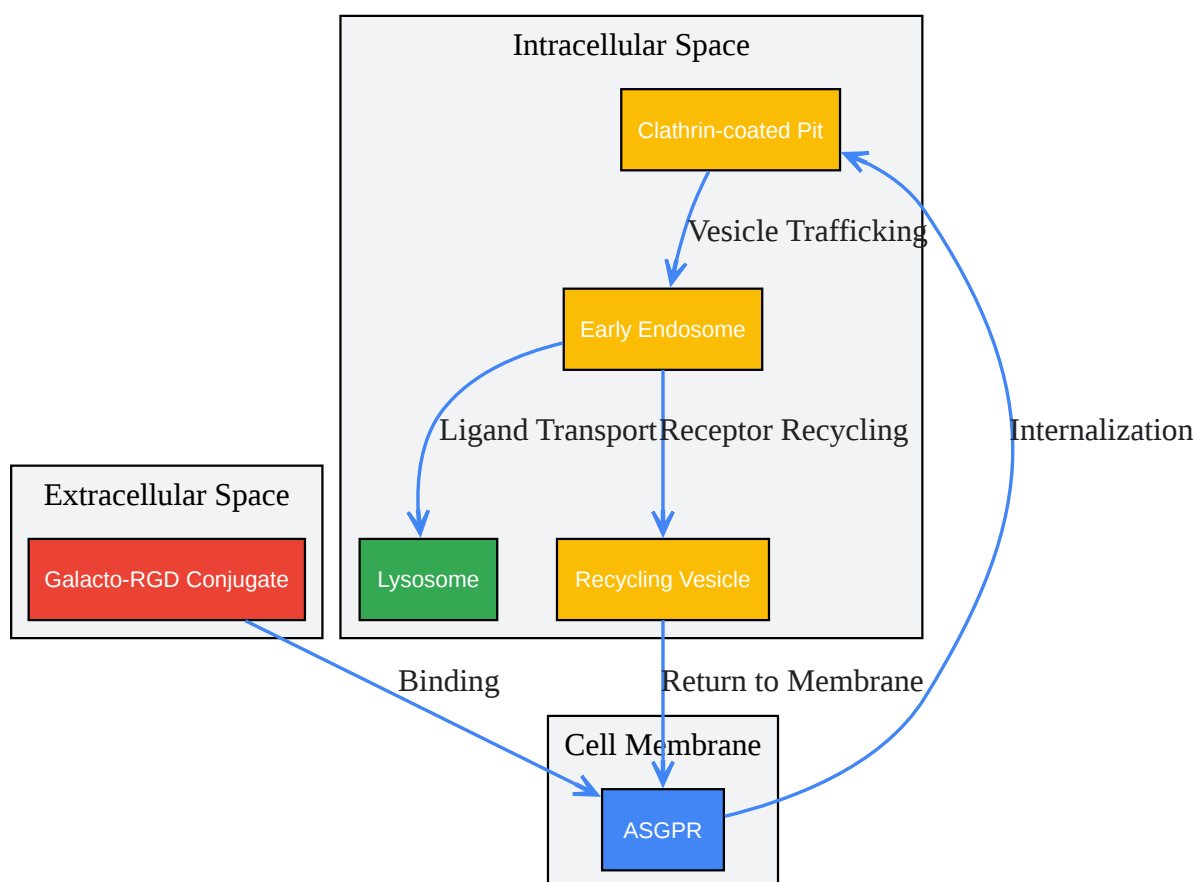 Intracellular Space
Clathrin-coated Pit
Vesicle Trafficking
Early Endosome
Ligand Transport
Receptor Recycling
Internalization
Extracellular Space
Galacto-RGD Conjugate
Lysosome
Recycling Vesicle
Binding
Return to Membrane
Cell Membrane
ASGPR